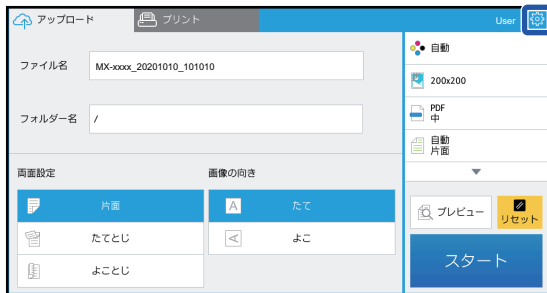 アップロード
プリント
User
ファイル名
MX-xxxx_20201010_101010
フォルダー名
/
両面設定
画像の向き
片面
たてとじ
よことじ
A
たて
A
よこ
自動
200x200
PDF
中
自動
片面
プレビュー
リセット
スタート